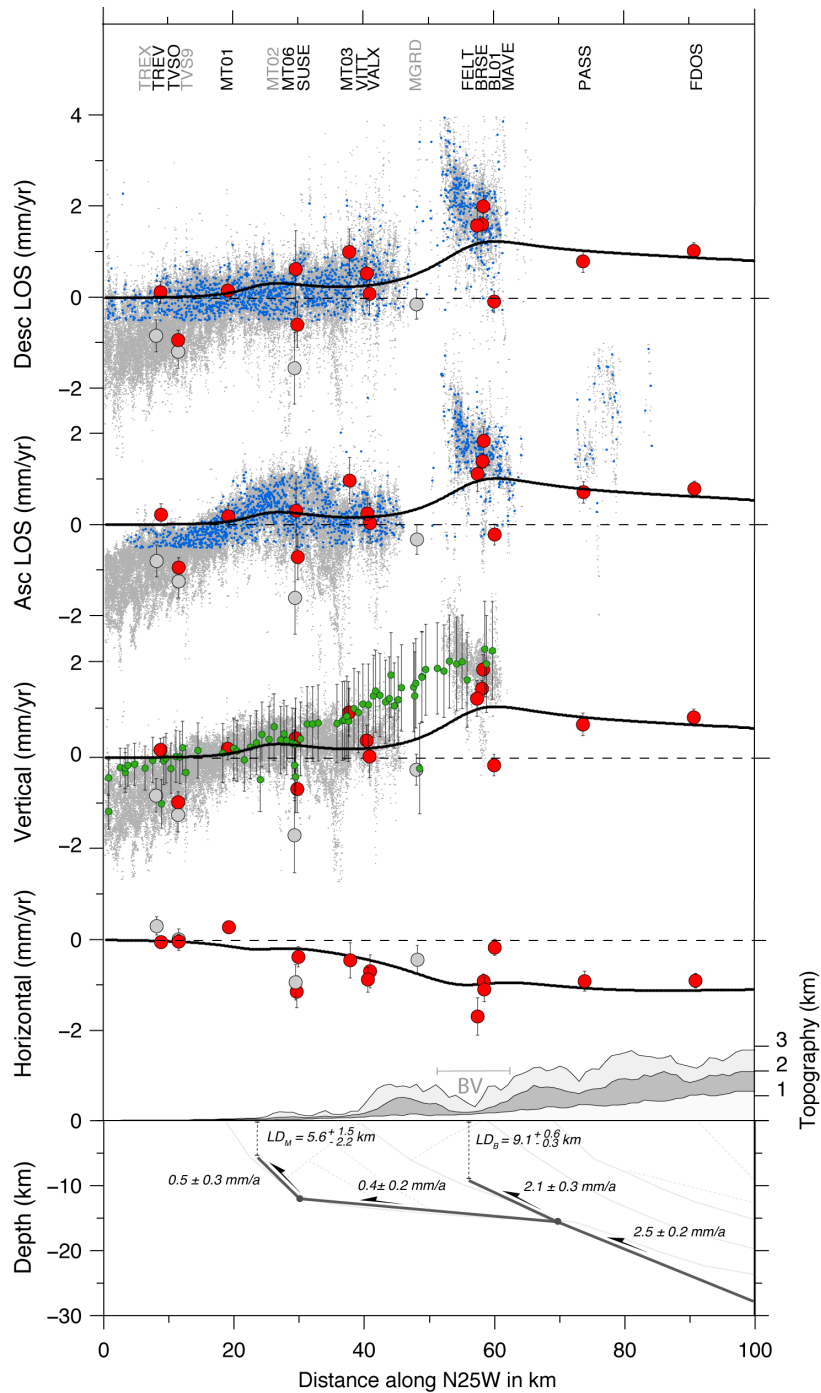 TREX
TREV
TVSO
TVS9
MT01
MT02
MT06
SUSE
MT03
VITT
VALX
MGRD
FELT
BRSE
BL01
MAVE
PASS
FDOS
Desc LOS (mm/yr)
4
2
0
−2
Asc LOS (mm/yr)
2
0
−2
Vertical (mm/yr)
2
0
−2
Horizontal (mm/yr)
0
−2
Topography (km)
3
2
1
BV
Depth (km)
0
−10
−20
−30
LD_M = 5.6 + 1.5 - 2.2 km
LD_B = 9.1 + 0.6 - 0.3 km
0.5 ± 0.3 mm/a
0.4± 0.2 mm/a
2.1 ± 0.3 mm/a
2.5 ± 0.2 mm/a
0 20 40 60 80 100
Distance along N25W in km